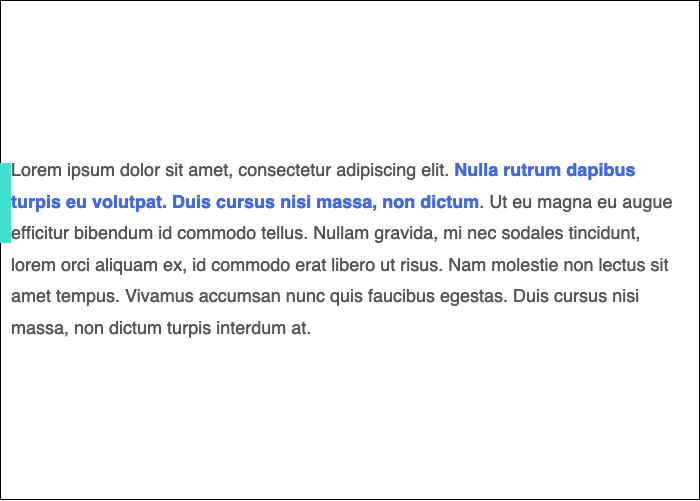 Lorem ipsum dolor sit amet, consectetur adipiscing elit. Nulla rutrum dapibus
turpis eu volutpat. Duis cursus nisi massa, non dictum. Ut eu magna eu augue
efficitur bibendum id commodo tellus. Nullam gravida, mi nec sodales tincidunt,
lorem orci aliquam ex, id commodo erat libero ut risus. Nam molestie non lectus sit
amet tempus. Vivamus accumsan nunc quis faucibus egestas. Duis cursus nisi
massa, non dictum turpis interdum at.